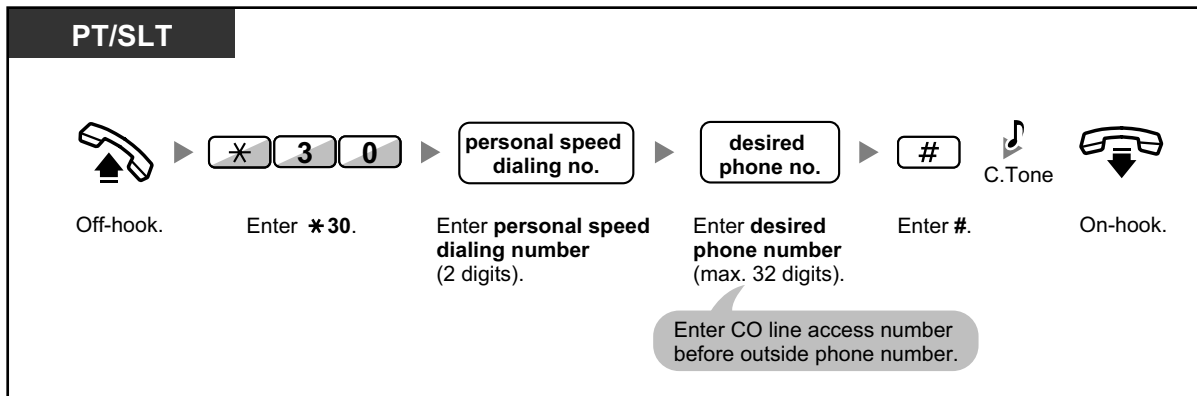 PT/SLT
✳ 3 0
personal speed
dialing no.
desired
phone no.
#
C.Tone
Off-hook.
Enter ✳30.
Enter personal speed
dialing number
(2 digits).
Enter desired
phone number
(max. 32 digits).
Enter #.
On-hook.
Enter CO line access number
before outside phone number.